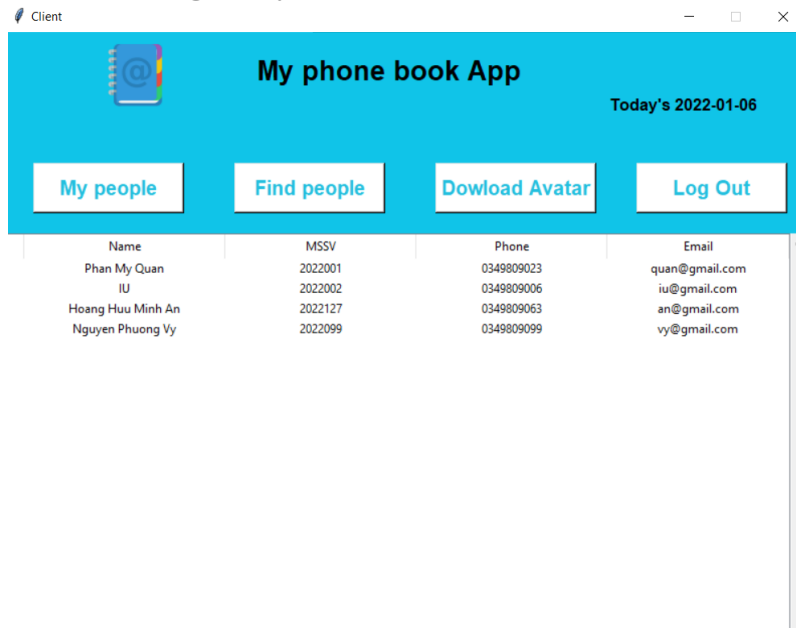 Client
@
My phone book App
Today's 2022-01-06
My people Find people Dowload Avatar Log Out
Name MSSV Phone Email
Phan My Quan 2022001 0349809023 quan@gmail.com
IU 2022002 0349809006 iu@gmail.com
Hoang Huu Minh An 2022127 0349809063 an@gmail.com
Nguyen Phuong Vy 2022099 0349809099 vy@gmail.com